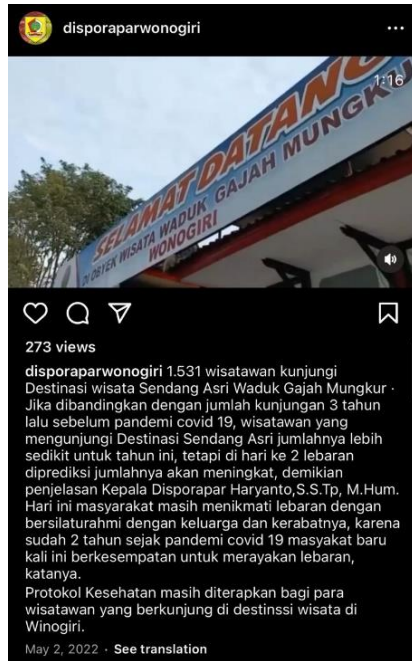 disporaparwonogiri
1:16
SELAMAT DATANG
DI OBYEK WISATA WADUK GAJAH MUNGKU
WONOGIRI
273 views
disporaparwonogiri 1.531 wisatawan kunjungi
Destinasi wisata Sendang Asri Waduk Gajah Mungkur ·
Jika dibandingkan dengan jumlah kunjungan 3 tahun
lalu sebelum pandemi covid 19, wisatawan yang
mengunjungi Destinasi Sendang Asri jumlahnya lebih
sedikit untuk tahun ini, tetapi di hari ke 2 lebaran
diprediksi jumlahnya akan meningkat, demikian
penjelasan Kepala Disporapar Haryanto,S.S.Tp, M.Hum.
Hari ini masyarakat masih menikmati lebaran dengan
bersilaturahmi dengan keluarga dan kerabatnya, karena
sudah 2 tahun sejak pandemi covid 19 masyakat baru
kali ini berkesempatan untuk merayakan lebaran,
katanya.
Protokol Kesehatan masih diterapkan bagi para
wisatawan yang berkunjung di destinssi wisata di
Winogiri.
May 2, 2022 · See translation